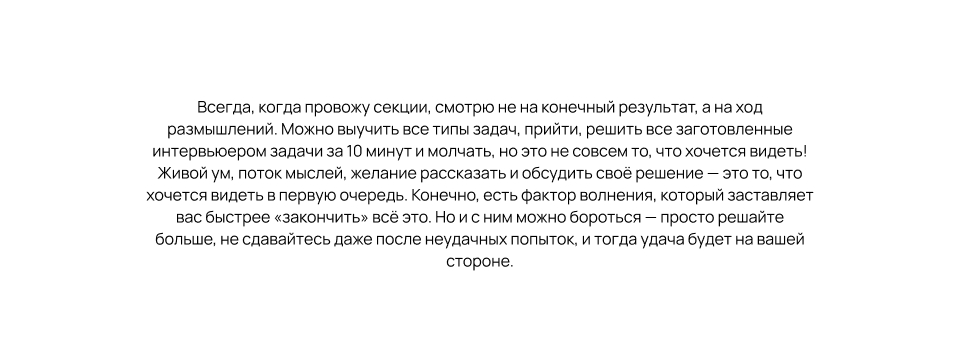 Всегда, когда провожу секции, смотрю не на конечный результат, а на ход
размышлений. Можно выучить все типы задач, прийти, решить все заготовленные
интервьюером задачи за 10 минут и молчать, но это не совсем то, что хочется видеть!
Живой ум, поток мыслей, желание рассказать и обсудить своё решение — это то, что
хочется видеть в первую очередь. Конечно, есть фактор волнения, который заставляет
вас быстрее «закончить» всё это. Но и с ним можно бороться — просто решайте
больше, не сдавайтесь даже после неудачных попыток, и тогда удача будет на вашей
стороне.